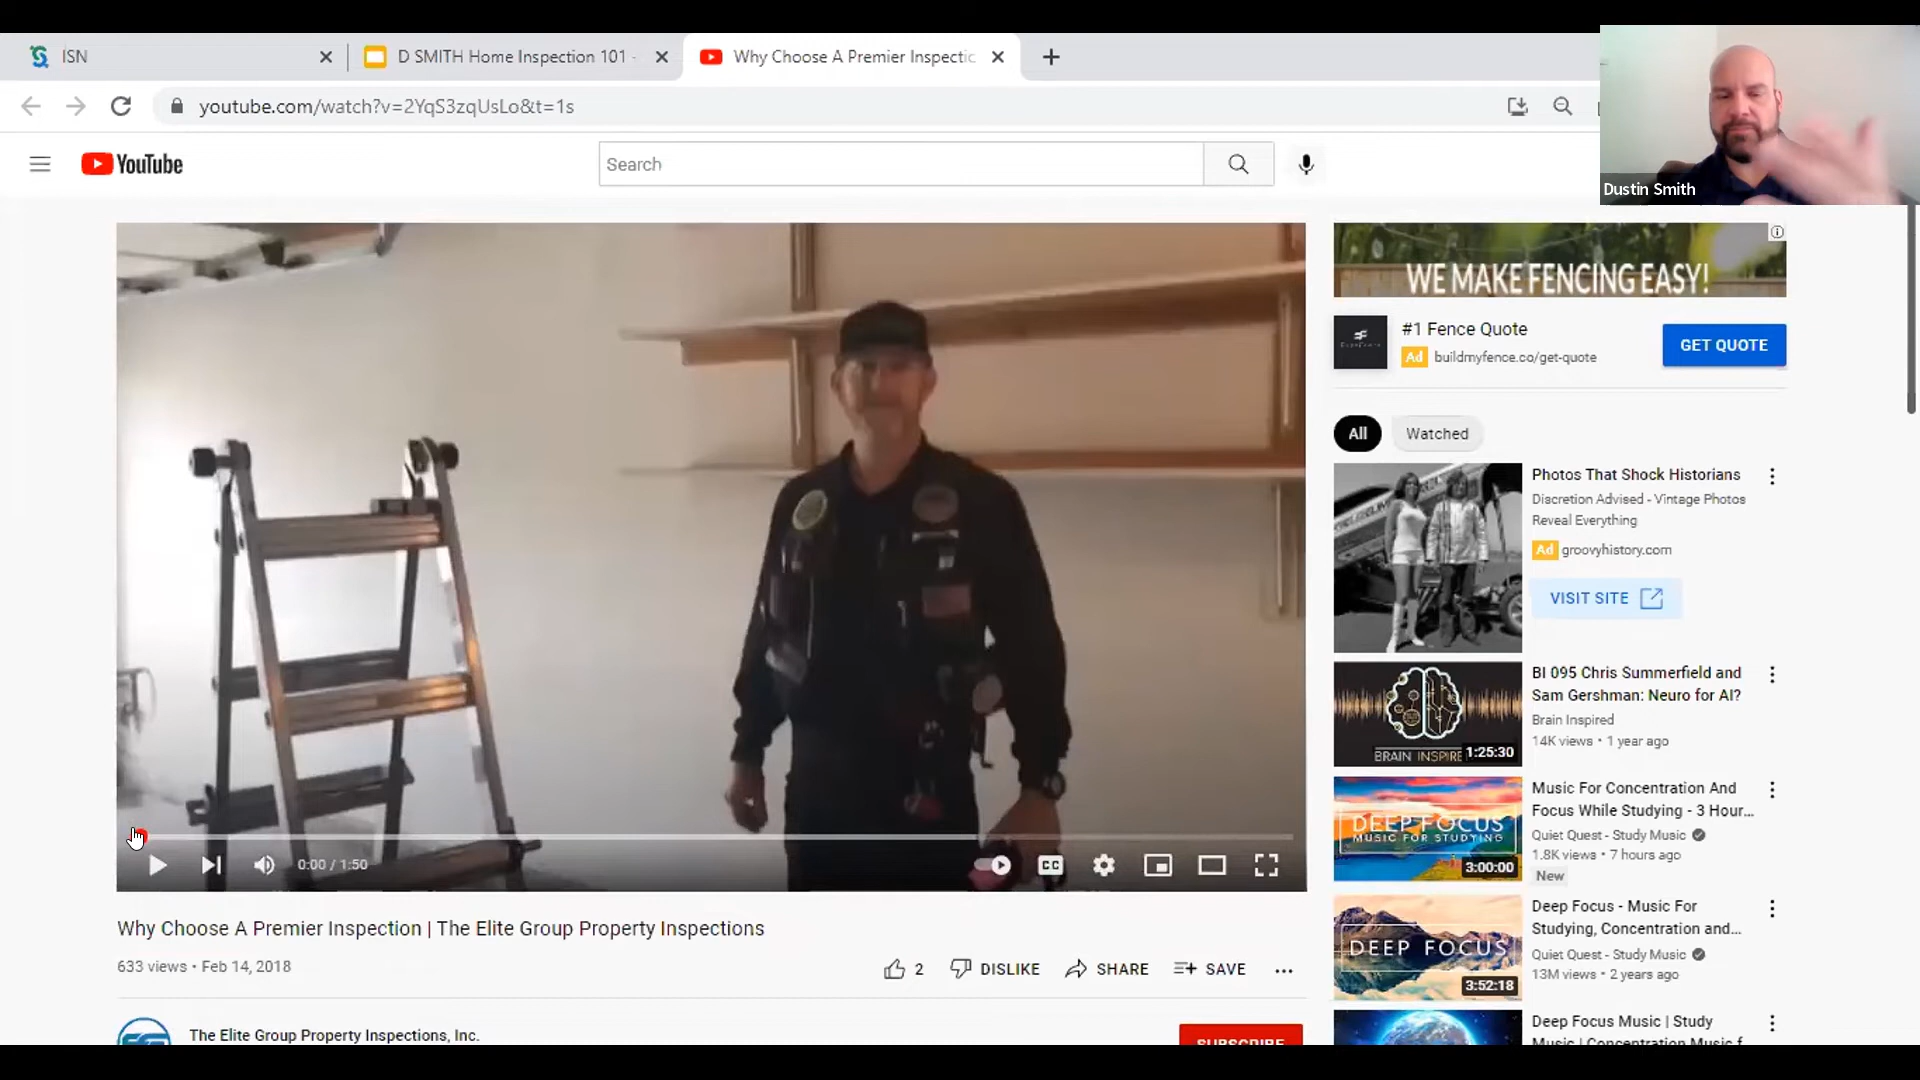 ISN
D SMITH Home Inspection 101 -
Why Choose A Premier Inspectic
youtube.com/watch?v=2YqS3zqUsLo&t=1s
Dustin Smith
YouTube
Search
WE MAKE FENCING EASY!
#1 Fence Quote
Ad buildmyfence.co/get-quote
GET QUOTE
All
Watched
Photos That Shock Historians
Discretion Advised - Vintage Photos
Reveal Everything
Ad groovyhistory.com
VISIT SITE
BI 095 Chris Summerfield and
Sam Gershman: Neuro for AI?
Brain Inspired
14K views • 1 year ago
BRAIN INSPIRE
1:25:30
Music For Concentration And
Focus While Studying - 3 Hour...
Quiet Quest - Study Music
1.8K views • 7 hours ago
New
DEEP FOCUS
MUSIC FOR STUDYING
3:00:00
Deep Focus - Music For
Studying, Concentration and...
Quiet Quest - Study Music
13M views • 2 years ago
DEEP FOCUS
3:52:18
Deep Focus Music | Study
Music | Concentration Music f
0:00 / 1:50
CC
Why Choose A Premier Inspection | The Elite Group Property Inspections
633 views • Feb 14, 2018
2
DISLIKE
SHARE
SAVE
The Elite Group Property Inspections, Inc.
SUBSCRIBE